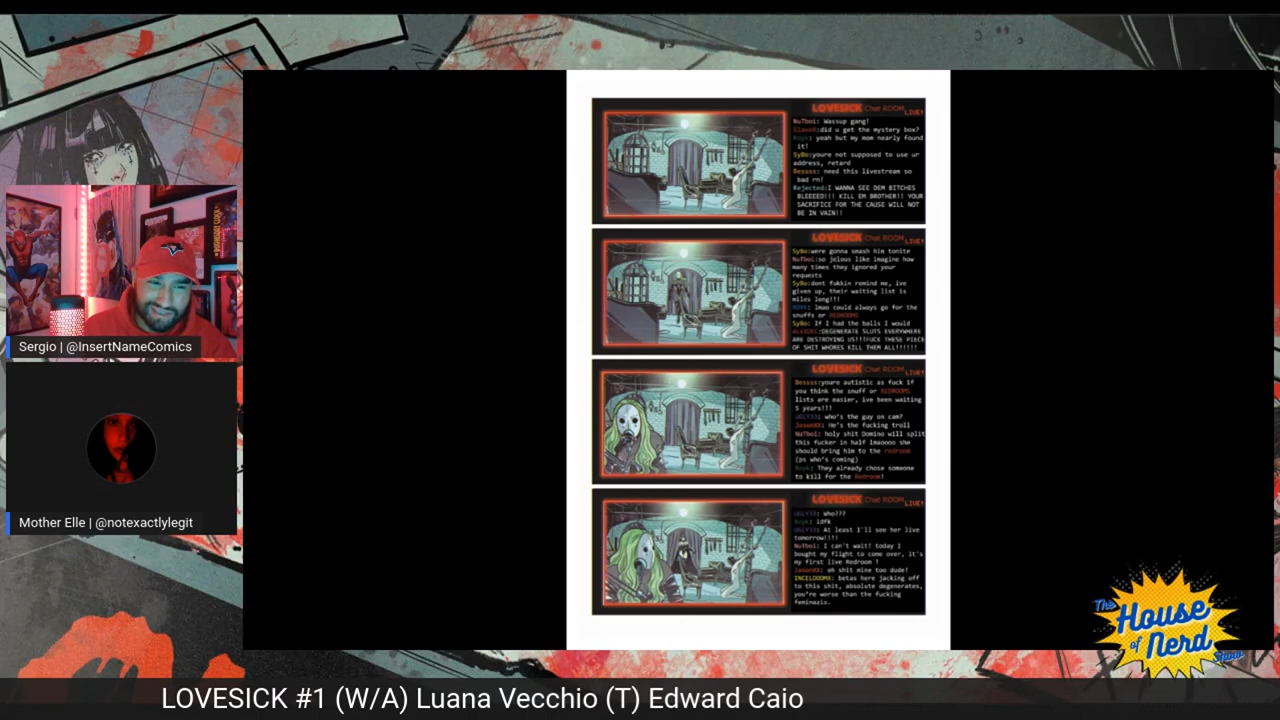 LOVESICK Chat ROOM LIVE!
NuTboi: Wassup gang!
SlaveX:did u get the mystery box?
Royk: yeah but my mom nearly found
it!
SyBo:youre not supposed to use ur
address, retard
Bessss: need this livestream so
bad rn!
Rejected:I WANNA SEE DEM BITCHES
BLEEEED!!! KILL EM BROTHER!! YOUR
SACRIFICE FOR THE CAUSE WILL NOT
BE IN VAIN!!
LOVESICK Chat ROOM LIVE!
SyBo:were gonna smash him tonite
NuTboi:so jelous like imagine how
many times they ignored your
requests
SyBo:dont fukkin remind me, ive
given up, their waiting list is
miles long!!!
lmao could always go for the
snuffs or REDROOMS
SyBo: If I had the balls I would
DEGENERATE SLUTS EVERYWHERE
ARE DESTROYING US!!!FUCK THESE PIECE
OF SHIT WHORES KILL THEM ALL!!!!!!
LOVESICK Chat ROOM LIVE!
Bessss:youre autistic as fuck if
you think the snuff or REDROOMS
lists are easier, ive been waiting
5 years!!!
UGLY33: who's the guy on cam?
JasonXX: He's the fucking troll
NuTboi: holy shit Domino will split
this fucker in half lmaoooo she
should bring him to the redroom
(ps who's coming)
Royk: They already chose someone
to kill for the Redroom!
LOVESICK Chat ROOM LIVE!
UGLY33: Who???
Royk: idfk
UGLY33: At least I'll see her live
tomorrow!!!!
NuTboi: I can't wait! today I
bought my flight to come over, it's
my first live Redroom !
JasonXX: oh shit mine too dude!
INCELDOOMX: betas here jacking off
to this shit, absolute degenerates,
you're worse than the fucking
feminazis.
Sergio | @InsertNameComics
Mother Elle | @notexactlylegit
The
House
of
Nerd
LOVESICK #1 (W/A) Luana Vecchio (T) Edward Caio